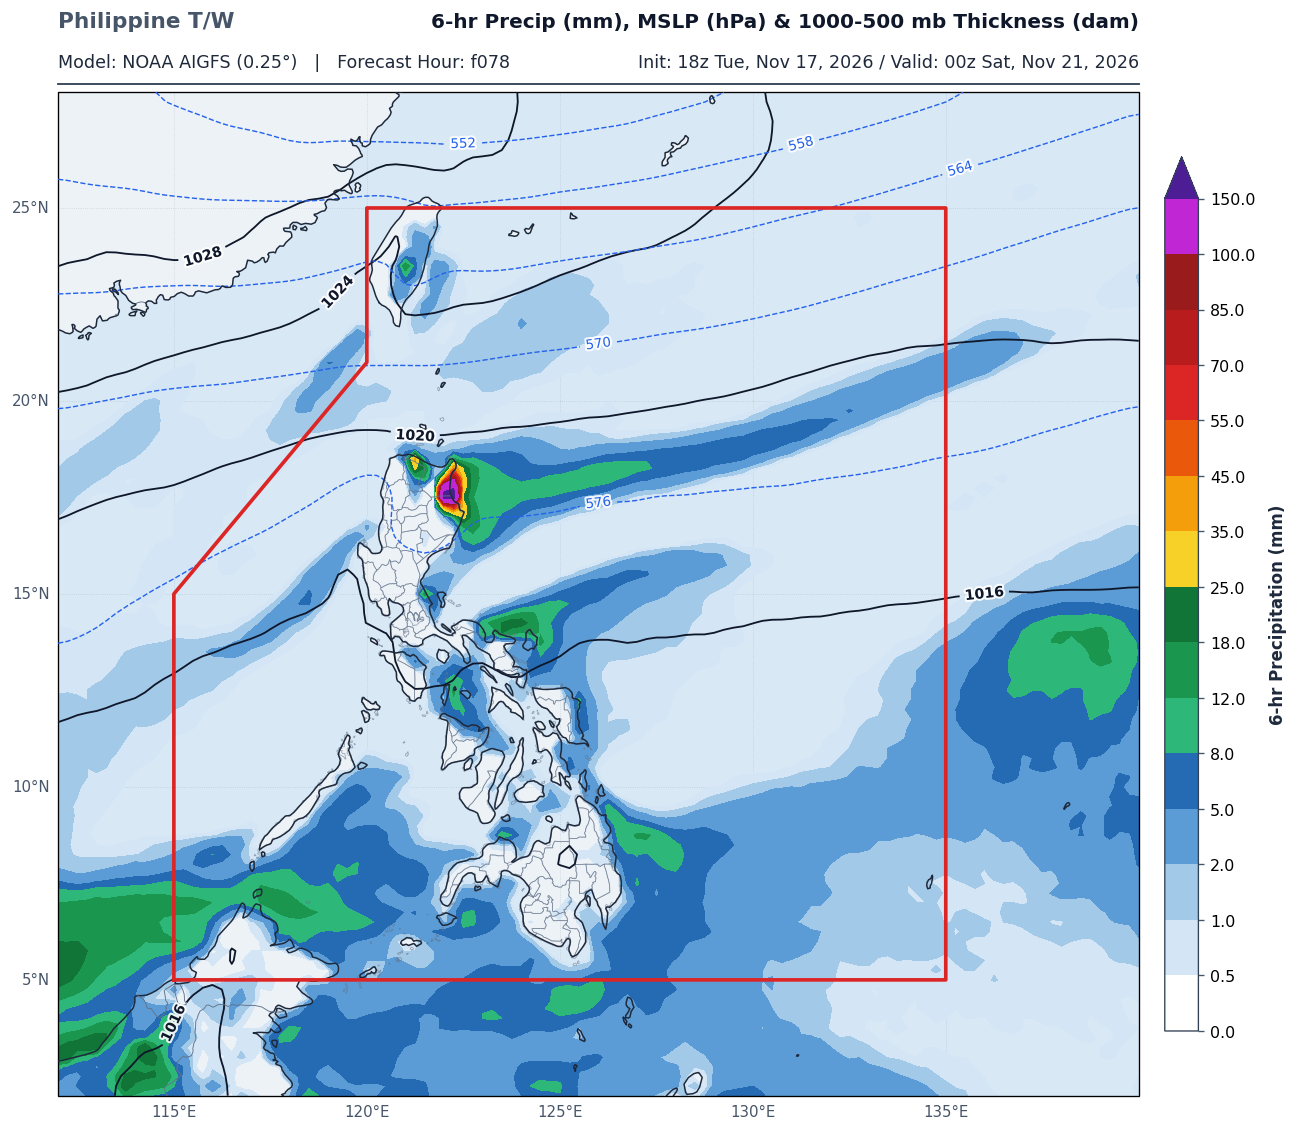 Philippine T/W
6-hr Precip (mm), MSLP (hPa) & 1000-500 mb Thickness (dam)
Model: NOAA AIGFS (0.25°) | Forecast Hour: f078
Init: 18z Tue, Nov 17, 2026 / Valid: 00z Sat, Nov 21, 2026
552
558
564
570
576
1028
1024
1020
1016
1016
25°N
20°N
15°N
10°N
5°N
115°E
120°E
125°E
130°E
135°E
150.0
100.0
85.0
70.0
55.0
45.0
35.0
25.0
18.0
12.0
8.0
5.0
2.0
1.0
0.5
0.0
6-hr Precipitation (mm)